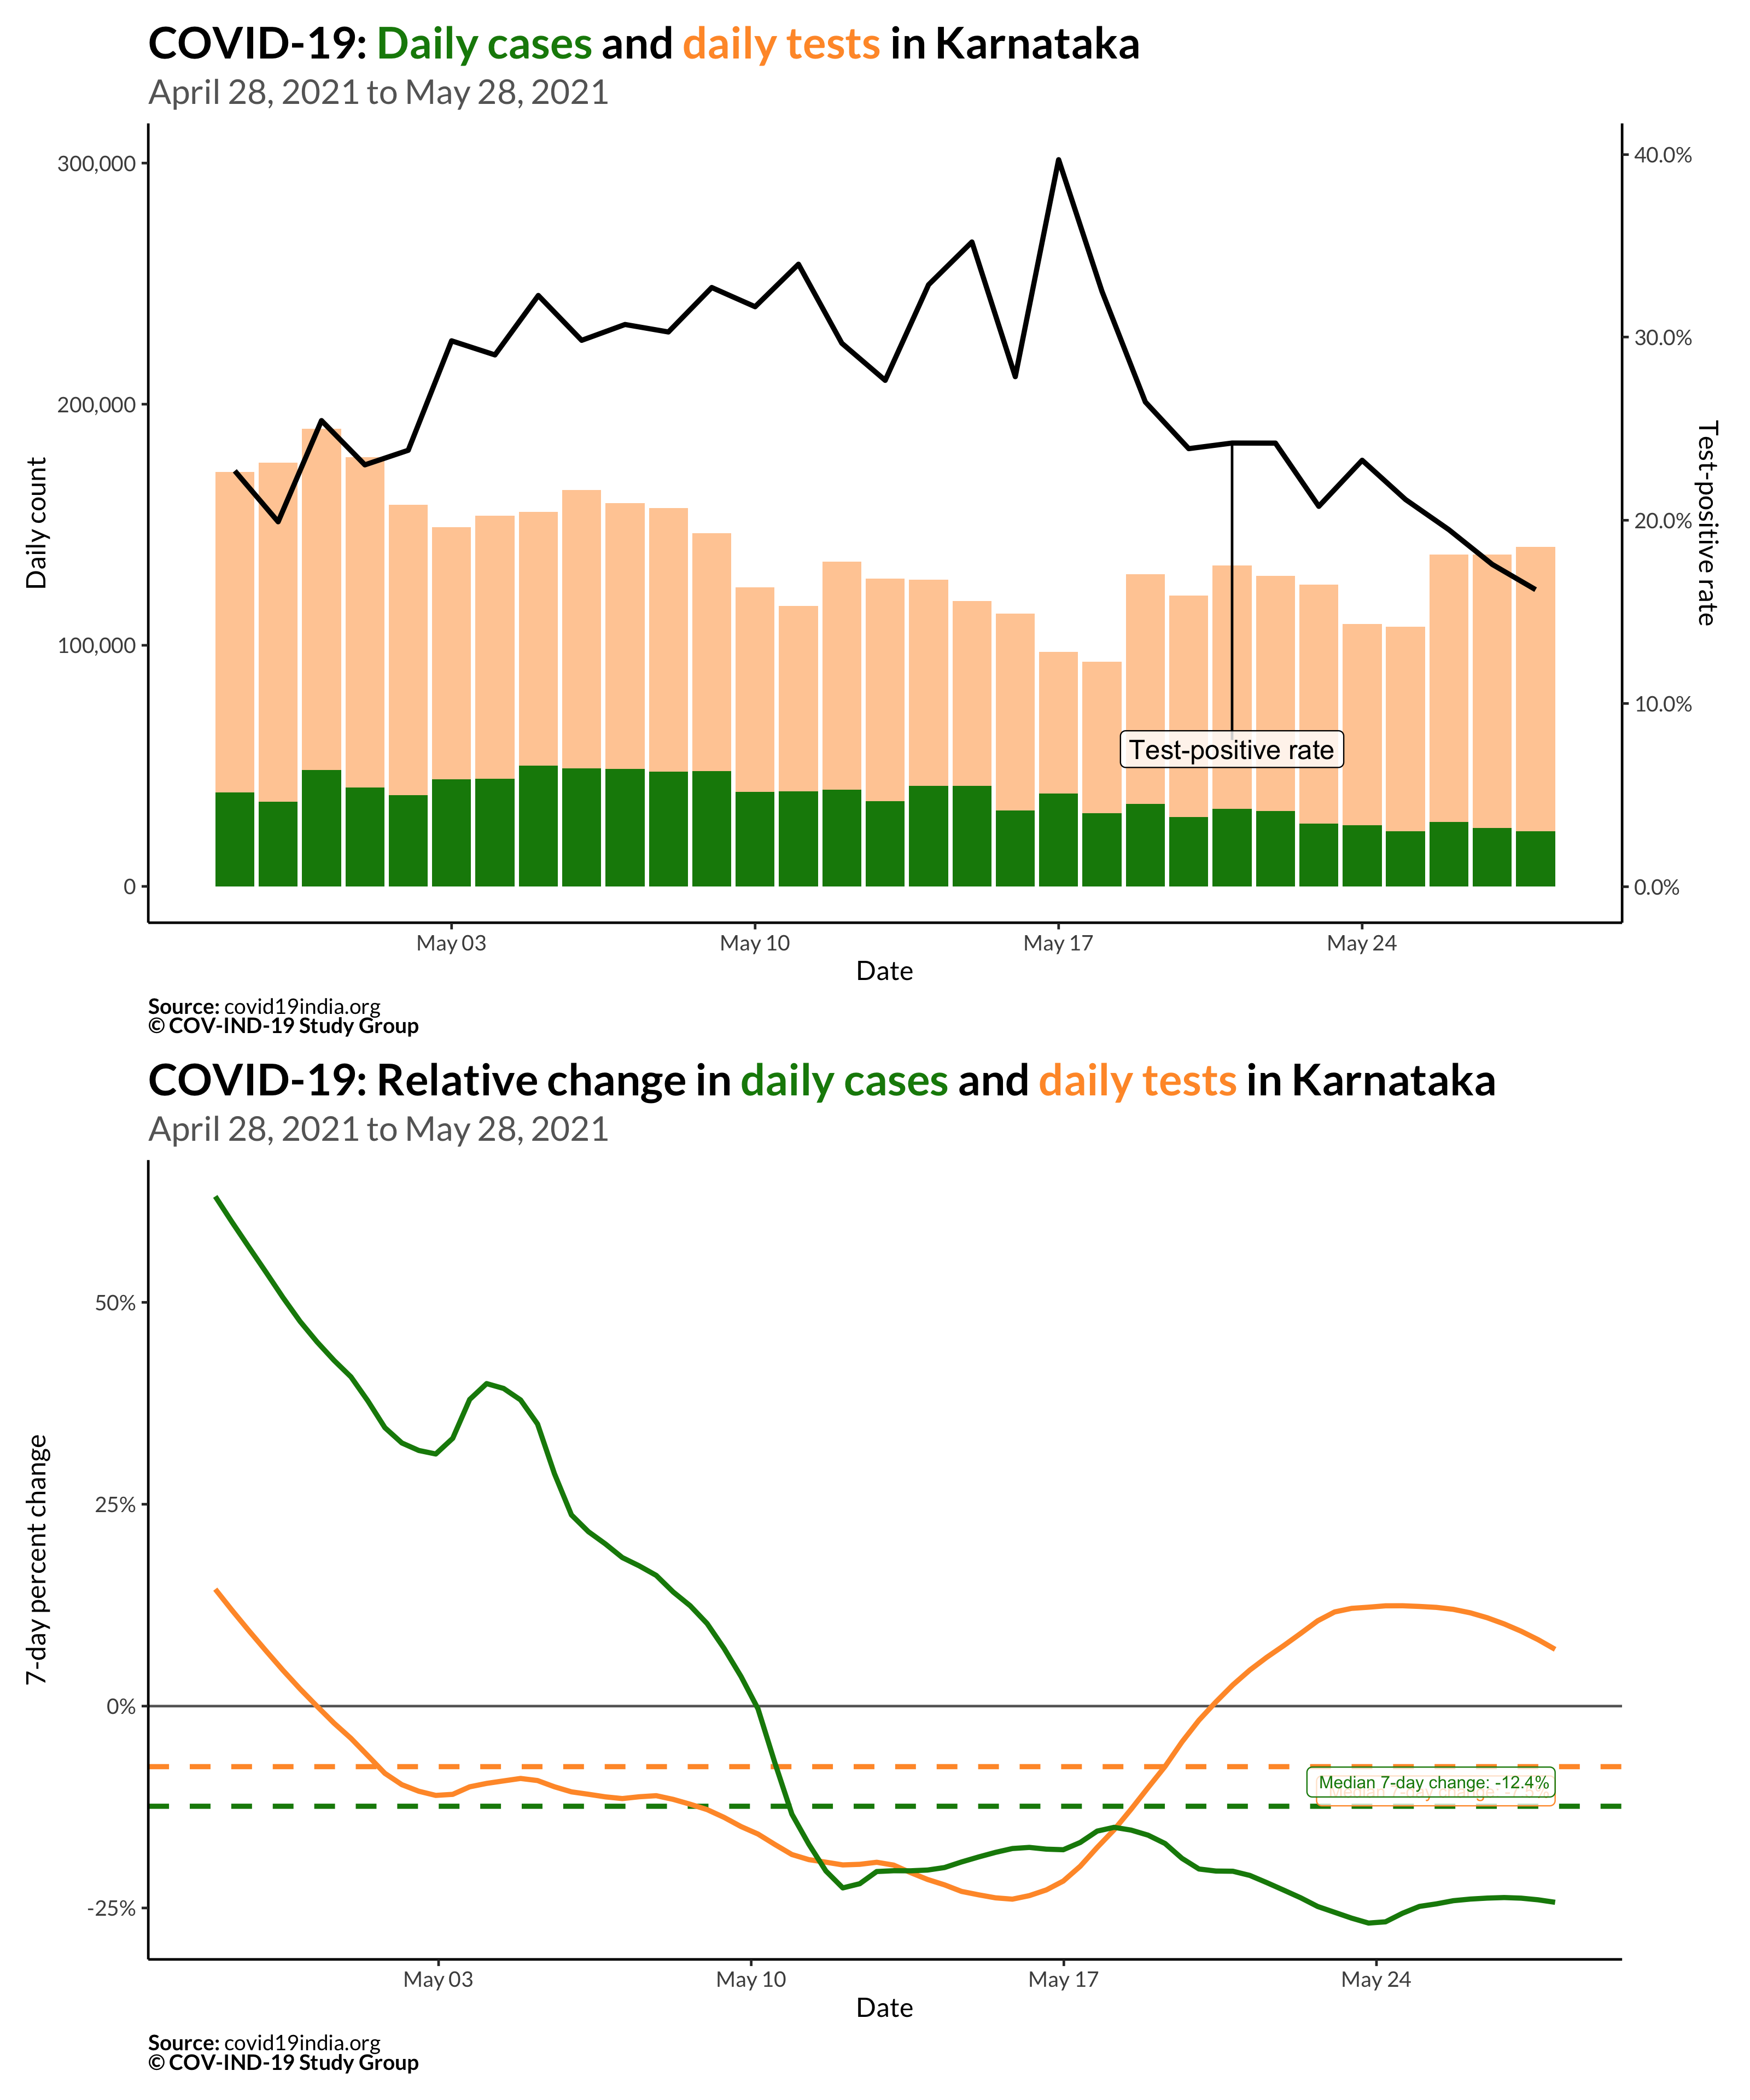 COVID-19: Daily cases and daily tests in Karnataka
April 28, 2021 to May 28, 2021
300,000
200,000
100,000
0
Daily count
40.0%
30.0%
20.0%
10.0%
0.0%
Test-positive rate
Test-positive rate
May 03
May 10
May 17
May 24
Date
Source: covid19india.org
© COV-IND-19 Study Group
COVID-19: Relative change in daily cases and daily tests in Karnataka
April 28, 2021 to May 28, 2021
50%
25%
0%
-25%
7-day percent change
Median 7-day change: -12.4%
May 03
May 10
May 17
May 24
Date
Source: covid19india.org
© COV-IND-19 Study Group